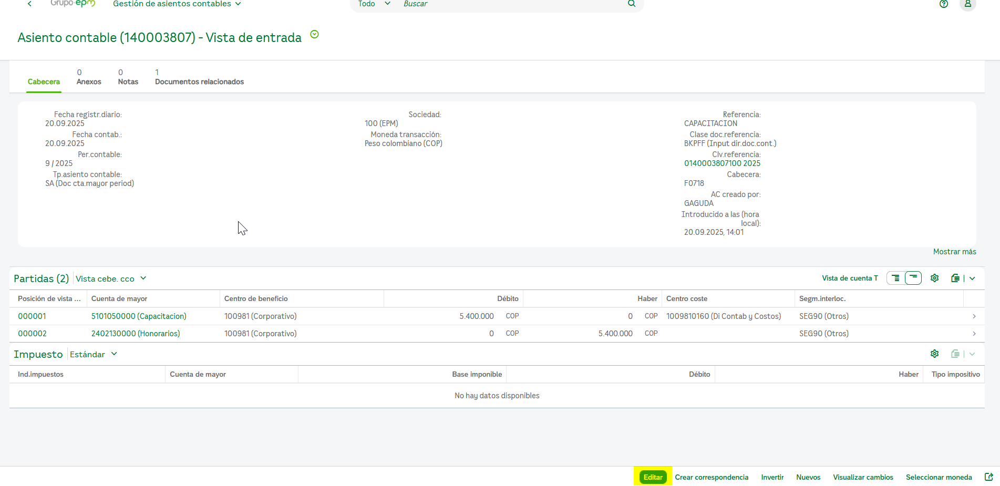 Grupo·epm Gestión de asientos contables Todo Buscar
Asiento contable (140003807) - Vista de entrada
Cabecera
0
Anexos
0
Notas
1
Documentos relacionados
Fecha registr.diario:
20.09.2025
Fecha contab.:
20.09.2025
Per.contable:
9 / 2025
Tp.asiento contable:
SA (Doc cta.mayor period)
Sociedad:
100 (EPM)
Moneda transacción:
Peso colombiano (COP)
Referencia:
CAPACITACION
Clase doc.referencia:
BKPFF (Input dir.doc.cont.)
Clv.referencia:
0140003807100 2025
Cabecera:
F0718
AC creado por:
GAGUDA
Introducido a las (hora
local):
20.09.2025, 14:01
Mostrar más
Partidas (2) Vista cebe. cco Vista de cuenta T
Posición de vista ... Cuenta de mayor Centro de beneficio Débito Haber Centro coste Segm.interloc.
000001 5101050000 (Capacitacion) 100981 (Corporativo) 5.400.000 COP 0 COP 1009810160 (Di Contab y Costos) SEG90 (Otros)
000002 2402130000 (Honorarios) 100981 (Corporativo) 0 COP 5.400.000 COP SEG90 (Otros)
Impuesto Estándar
Ind.impuestos Cuenta de mayor Base imponible Débito Haber Tipo impositivo
No hay datos disponibles
Editar Crear correspondencia Invertir Nuevos Visualizar cambios Seleccionar moneda